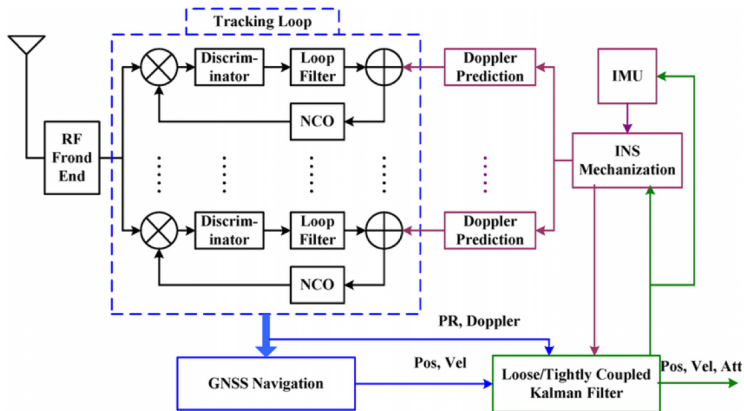 Tracking Loop
Discrim-
inator
Loop
Filter
Doppler
Prediction
IMU
NCO
RF
Frond
End
INS
Mechanization
Discrim-
inator
Loop
Filter
Doppler
Prediction
NCO
PR, Doppler
GNSS Navigation
Pos, Vel
Loose/Tightly Coupled
Kalman Filter
Pos, Vel, Att